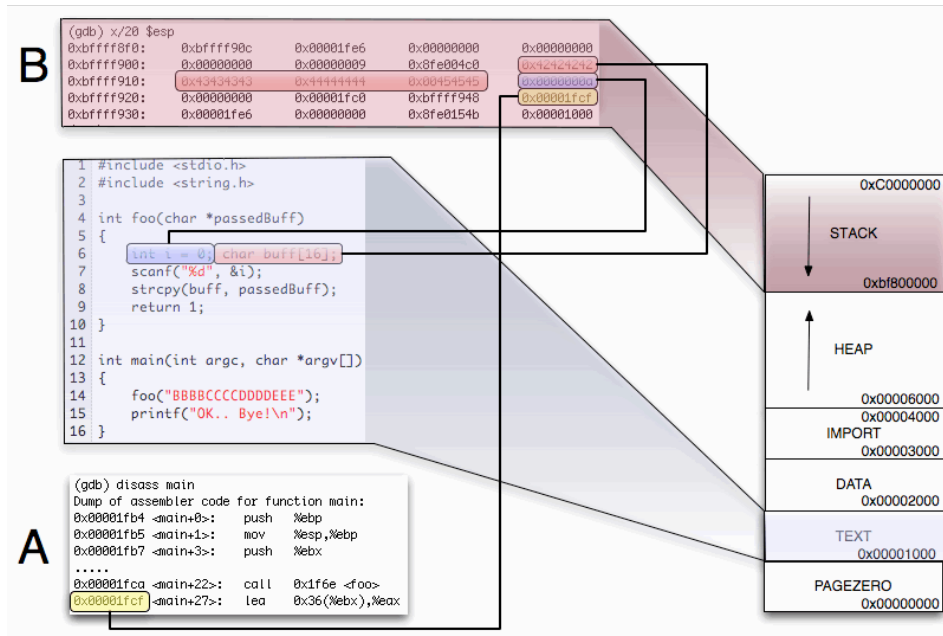 B
(gdb) x/20 $esp
0xbffff8f0: 0xbffff90c 0x00001fe6 0x00000000 0x00000000
0xbffff900: 0x00000000 0x00000009 0x8fe004c0 0x42424242
0xbffff910: 0x43434343 0x44444444 0x00454545 0x0000000a
0xbffff920: 0x00000000 0x00001fc0 0xbffff948 0x00001fcf
0xbffff930: 0x00001fe6 0x00000000 0x8fe0154b 0x00001000
1 #include <stdio.h>
2 #include <string.h>
3
4 int foo(char *passedBuff)
5 {
6 int i = 0; char buff[16];
7 scanf("%d", &i);
8 strcpy(buff, passedBuff);
9 return 1;
10 }
11
12 int main(int argc, char *argv[])
13 {
14 foo("BBBBCCCCDDDDEEE");
15 printf("OK.. Bye!\n");
16 }
A
(gdb) disass main
Dump of assembler code for function main:
0x00001fb4 <main+0>: push %ebp
0x00001fb5 <main+1>: mov %esp,%ebp
0x00001fb7 <main+3>: push %ebx
.....
0x00001fca <main+22>: call 0x1f6e <foo>
0x00001fcf <main+27>: lea 0x36(%ebx),%eax
0xC0000000
STACK
0xbf800000
HEAP
0x00006000
0x00004000
IMPORT
0x00003000
DATA
0x00002000
TEXT
0x00001000
PAGEZERO
0x00000000